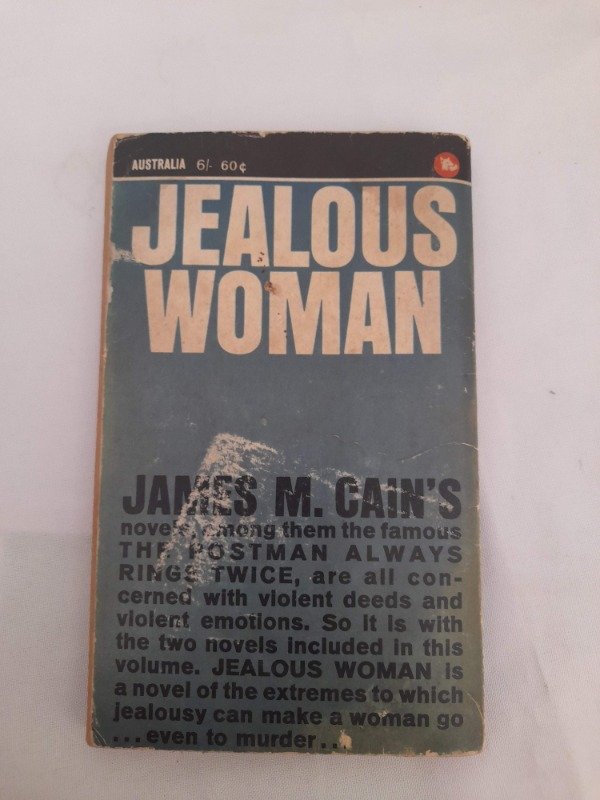 AUSTRALIA 6/- 60¢
JEALOUS
WOMAN
JAMES M. CAIN'S
novels, among them the famous
THE POSTMAN ALWAYS
RINGS TWICE, are all con-
cerned with violent deeds and
violent emotions. So it is with
the two novels included in this
volume. JEALOUS WOMAN is
a novel of the extremes to which
jealousy can make a woman go
...even to murder...